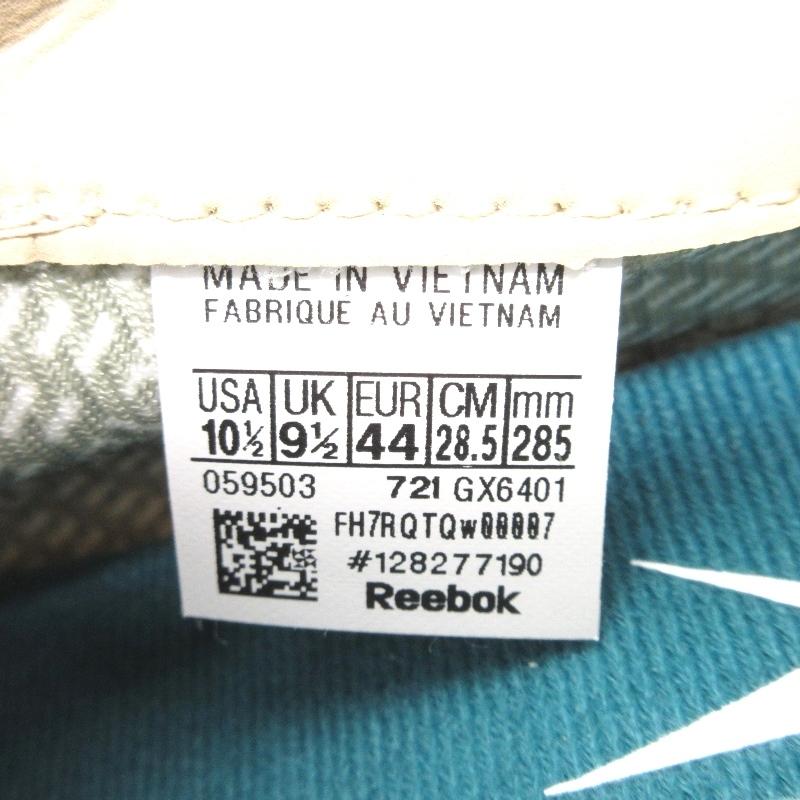 MADE IN VIETNAM
FABRIQUE AU VIETNAM
USA UK EUR CM mm
10½ 9½ 44 28.5 285
059503 721 GX6401
FH7RQTQw00007
#128277190
Reebok